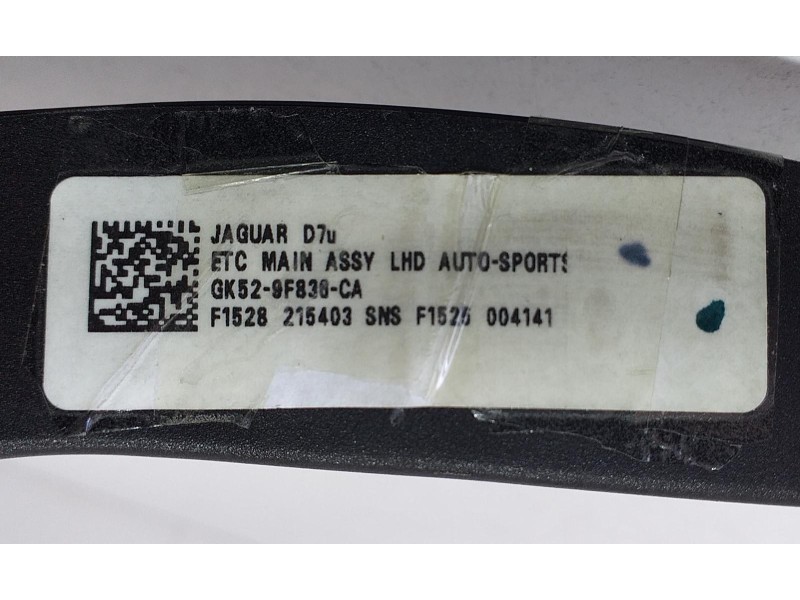 JAGUAR D7u
ETC MAIN ASSY LHD AUTO-SPORTS
GK52-9F836-CA
F1528 215403 SNS F1525 004141